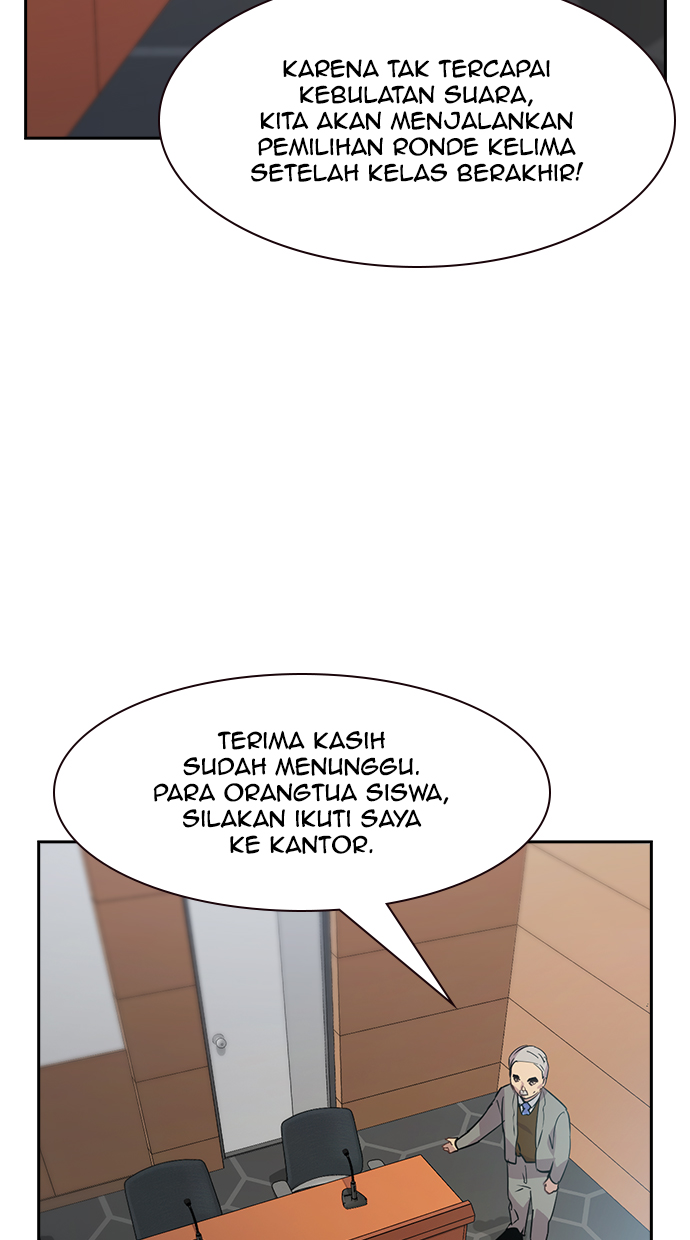 KARENA TAK TERCAPAI
KEBULATAN SUARA,
KITA AKAN MENJALANKAN
PEMILIHAN RONDE KELIMA
SETELAH KELAS BERAKHIR!
TERIMA KASIH
SUDAH MENUNGGU.
PARA ORANGTUA SISWA,
SILAKAN IKUTI SAYA
KE KANTOR.